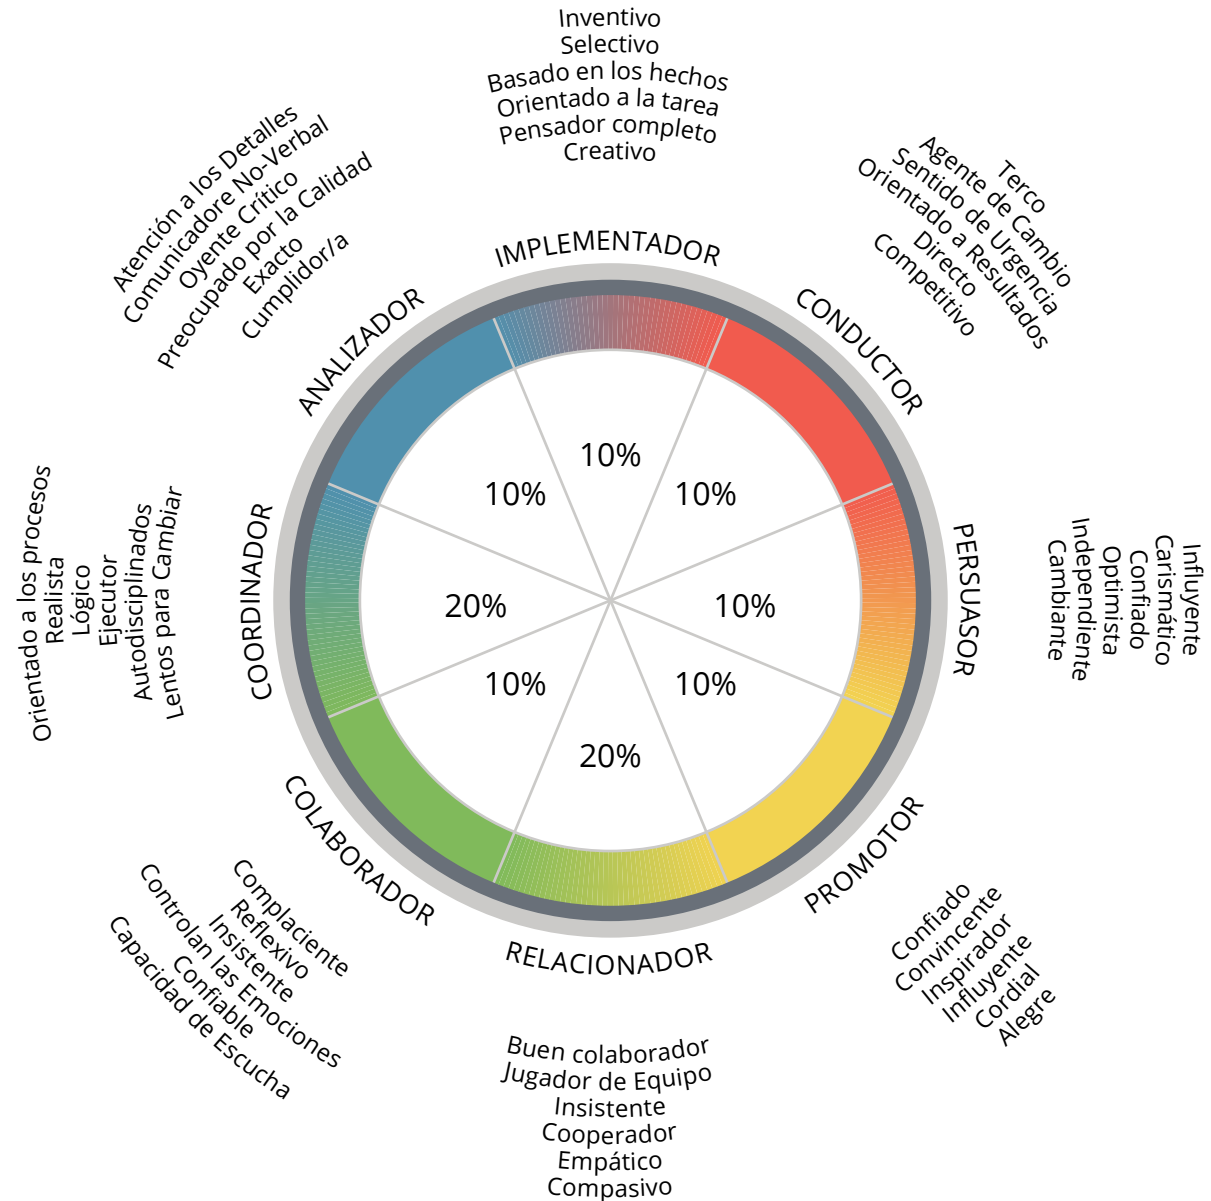 Inventivo
Selectivo
Basado en los hechos
Orientado a la tarea
Pensador completo
Creativo
IMPLEMENTADOR
10%
Terco
Agente de Cambio
Sentido de Urgencia
Orientado a Resultados
Directo
Competitivo
CONDUCTOR
10%
Influyente
Carismático
Confiado
Optimista
Independiente
Cambiante
PERSUASOR
10%
PROMOTOR
10%
Confiado
Convincente
Inspirador
Influyente
Cordial
Alegre
RELACIONADOR
20%
Buen colaborador
Jugador de Equipo
Insistente
Cooperador
Empático
Compasivo
COLABORADOR
10%
Complaciente
Reflexivo
Insistente
Controlan las Emociones
Confiable
Capacidad de Escucha
COORDINADOR
20%
Orientado a los procesos
Realista
Lógico
Ejecutor
Autodisciplinados
Lentos para Cambiar
ANALIZADOR
10%
Atención a los Detalles
Comunicadore No-Verbal
Oyente Crítico
Preocupado por la Calidad
Exacto
Cumplidor/a